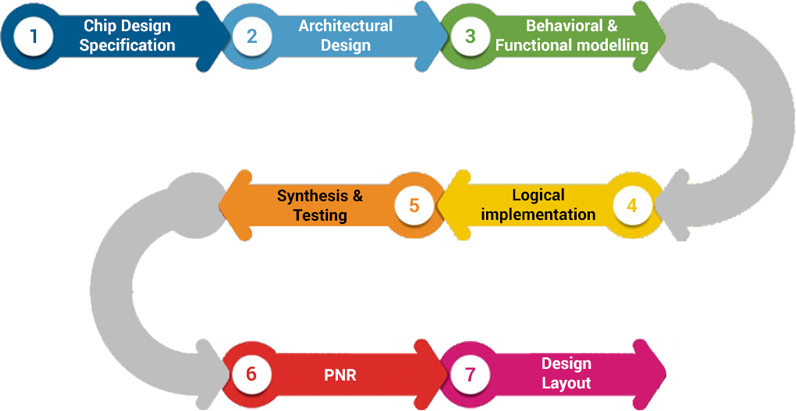 1
Chip Design
Specification
2
Architectural
Design
3
Behavioral &
Functional modelling
4
Logical
implementation
5
Synthesis &
Testing
6
PNR
7
Design
Layout